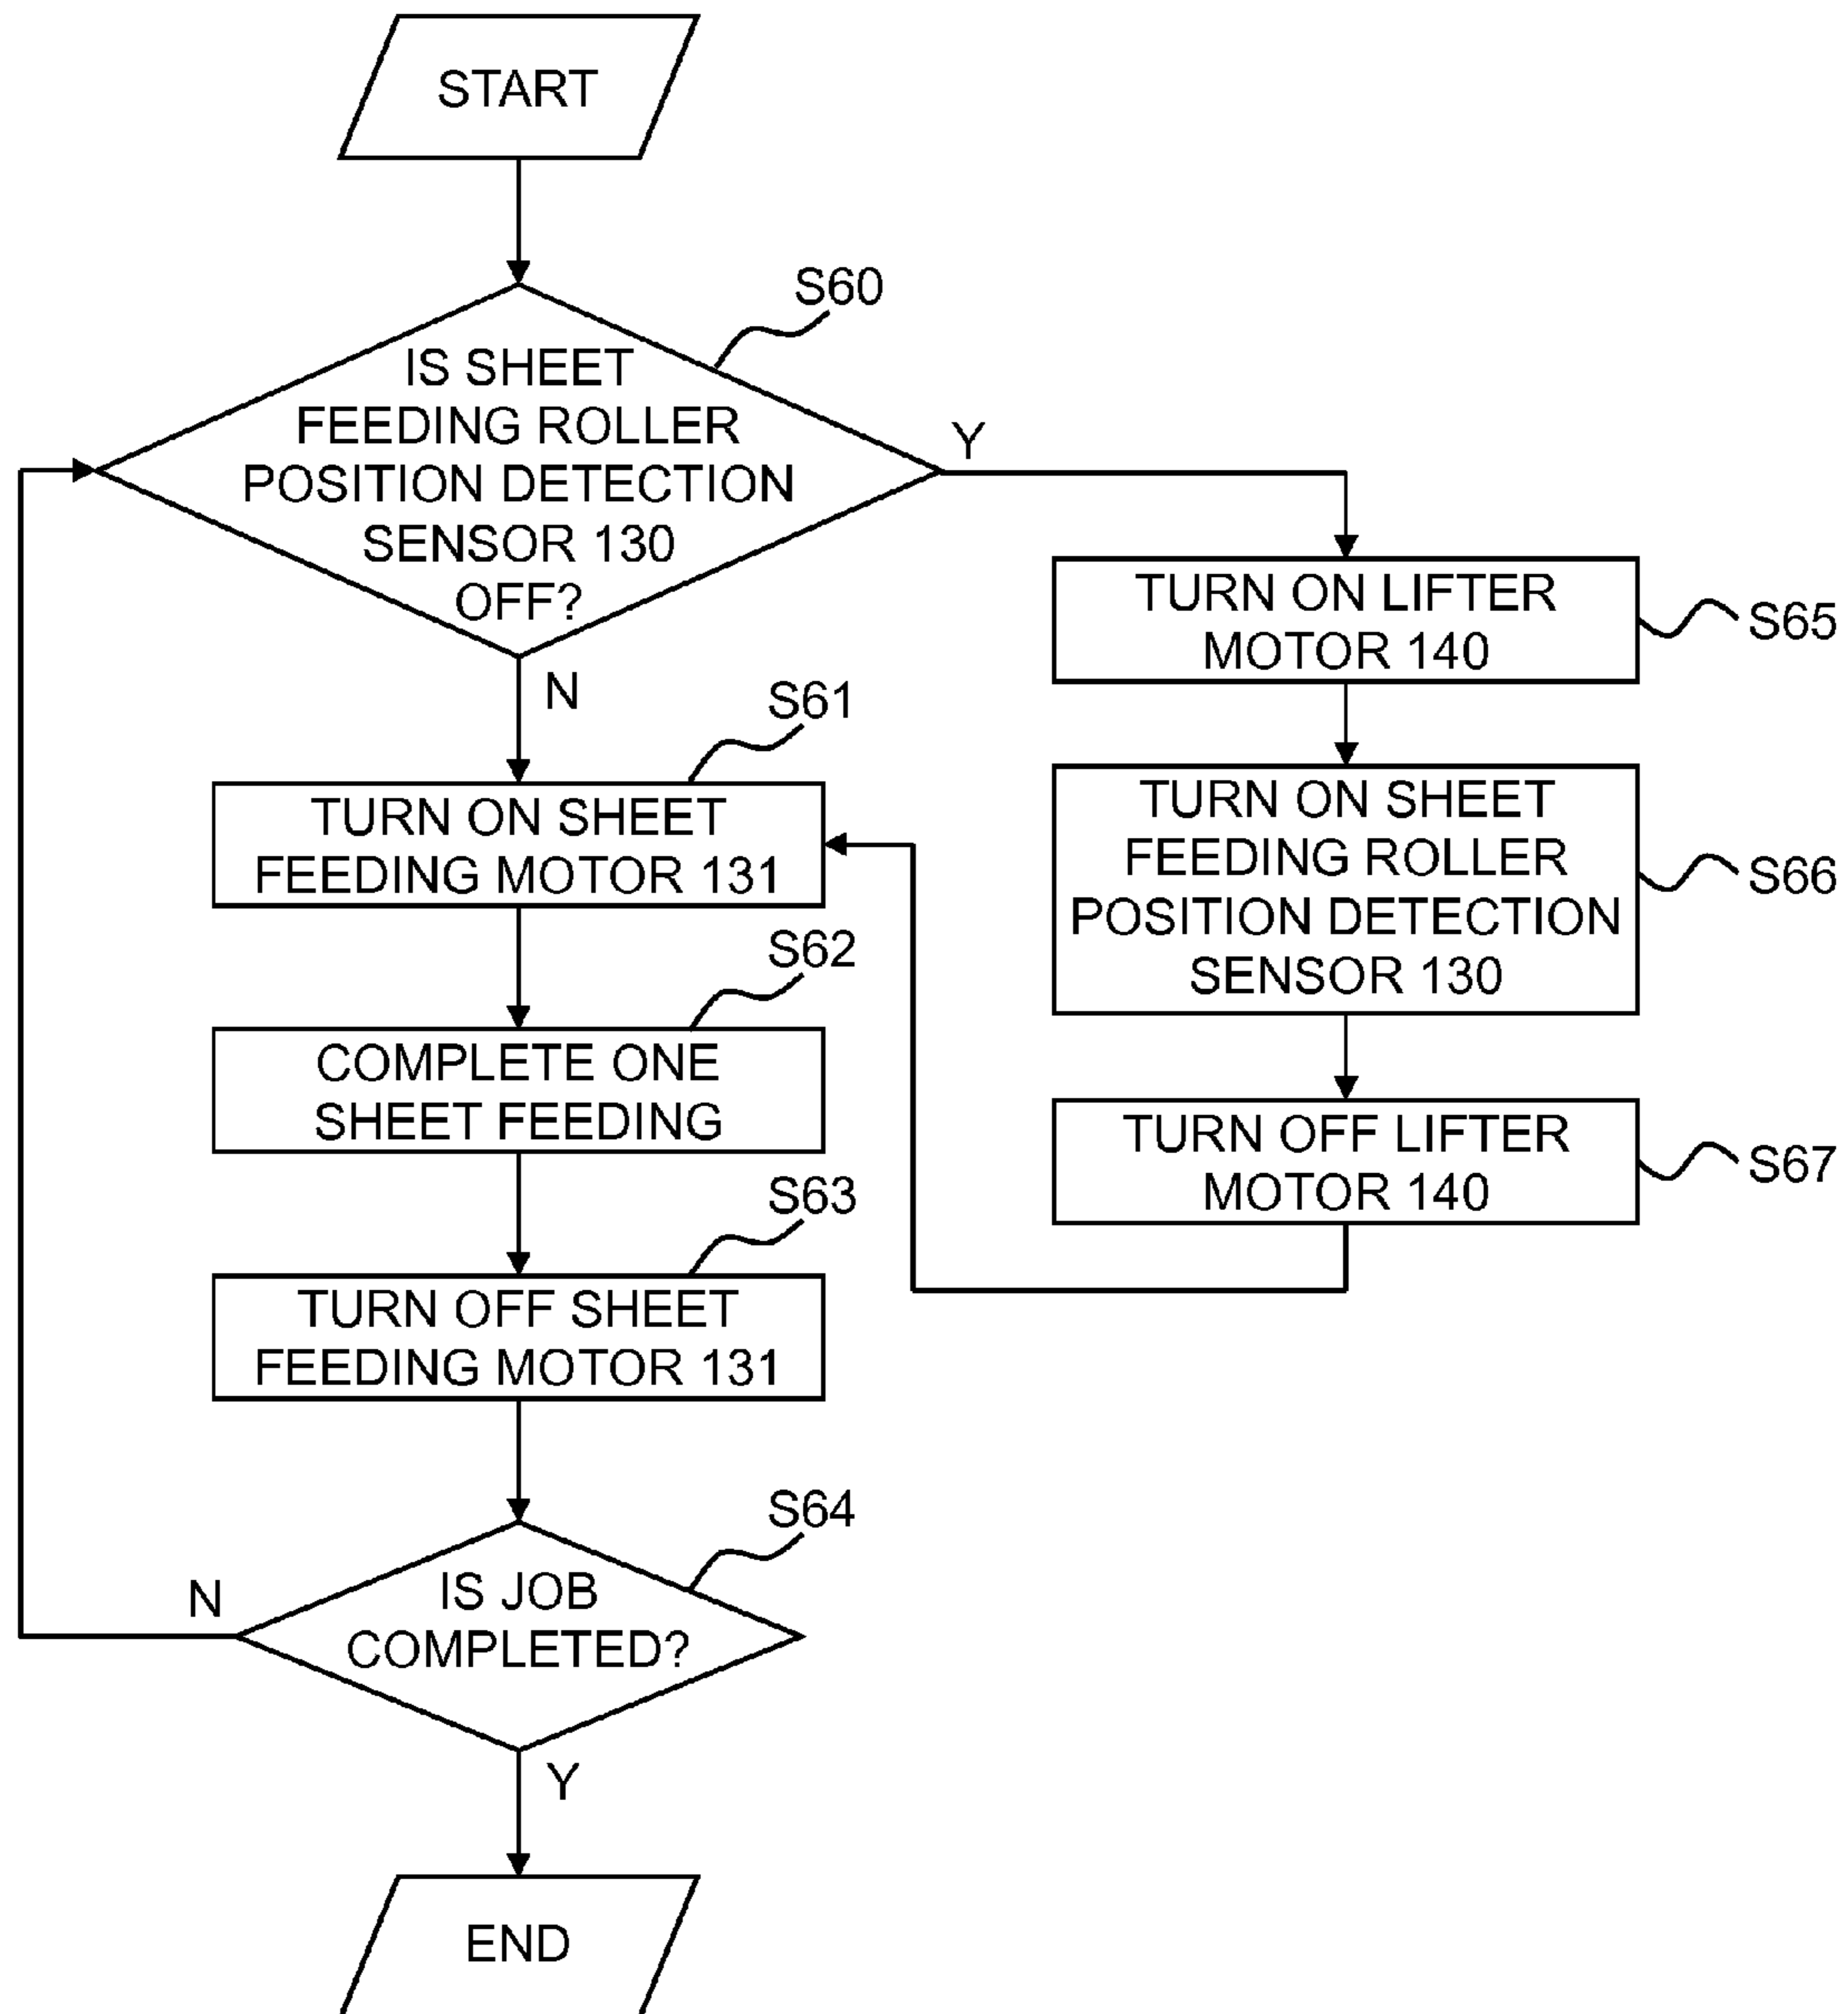 START
S60
IS SHEET
FEEDING ROLLER
POSITION DETECTION
SENSOR 130
OFF?
Y
N
S61
TURN ON SHEET
FEEDING MOTOR 131
S62
COMPLETE ONE
SHEET FEEDING
S63
TURN OFF SHEET
FEEDING MOTOR 131
S64
IS JOB
COMPLETED?
N
Y
END
TURN ON LIFTER
MOTOR 140
S65
TURN ON SHEET
FEEDING ROLLER
POSITION DETECTION
SENSOR 130
S66
TURN OFF LIFTER
MOTOR 140
S67